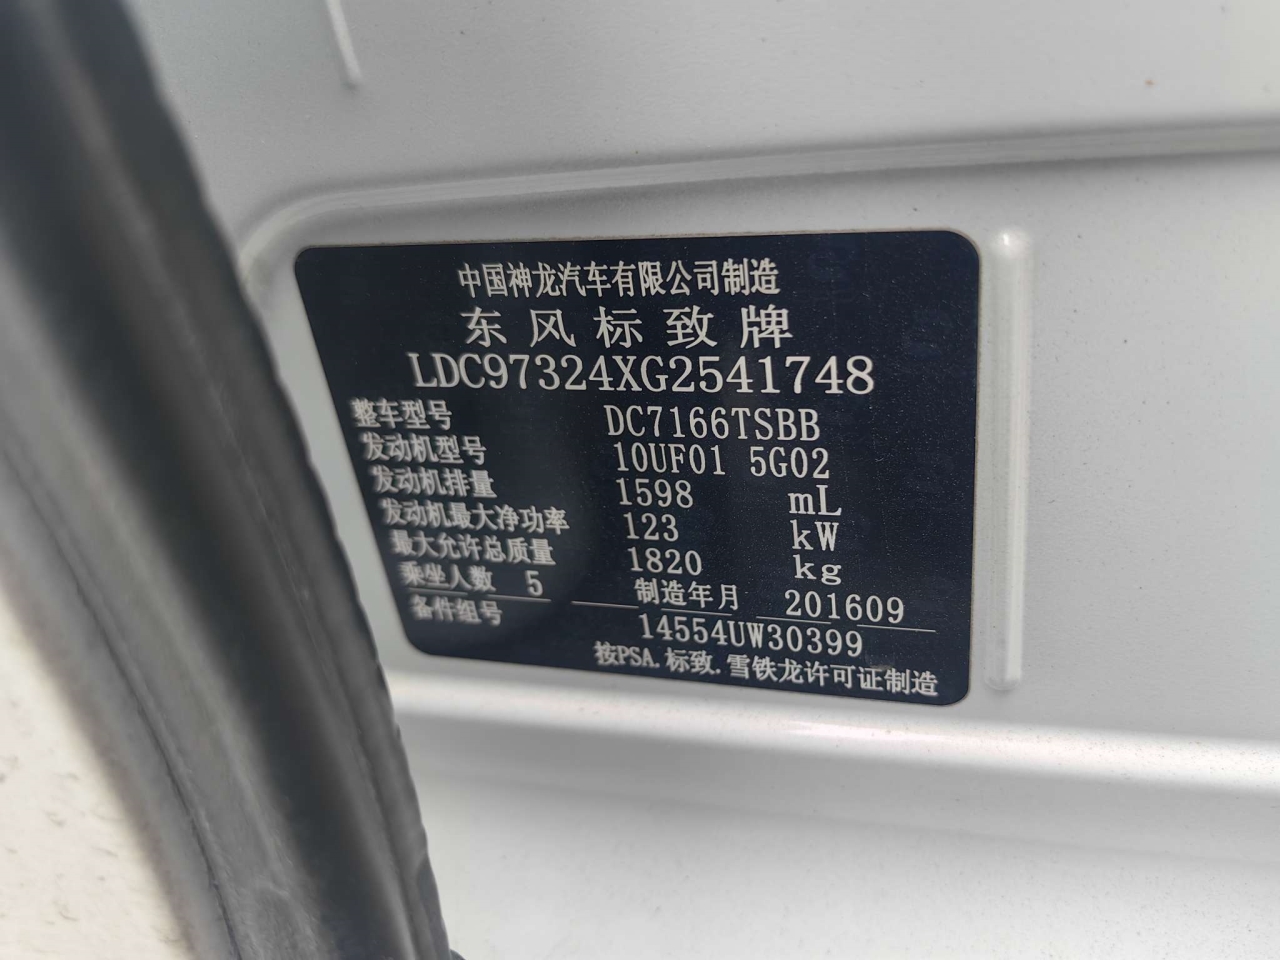 中国神龙汽车有限公司制造
东风标致牌
LDC97324XG2541748
整车型号 DC7166TSBB
发动机型号 10UF01 5G02
发动机排量 1598 mL
发动机最大净功率 123 kW
最大允许总质量 1820 kg
乘坐人数 5 制造年月 201609
备件组号 14554UW30399
按PSA.标致.雪铁龙许可证制造